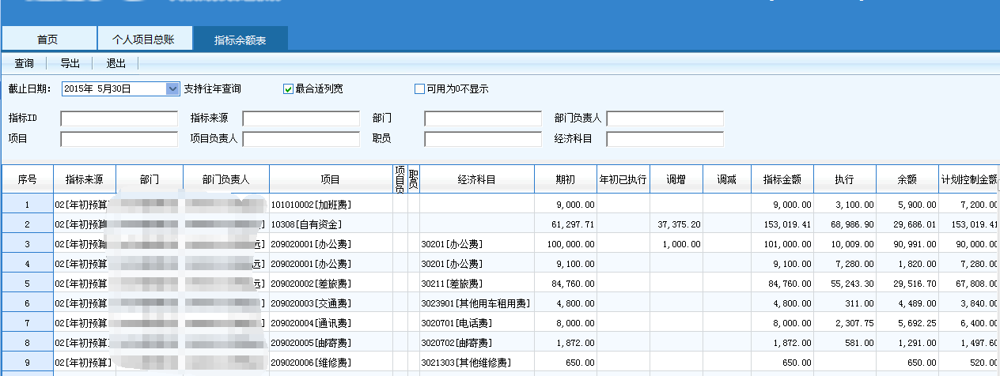 首页 个人项目总账 指标余额表
查询 导出 退出
截止日期： 2015年 5月30日 支持往年查询 最合适列宽 可用为0不显示
指标ID 指标来源 部门 部门负责人
项目 项目负责人 职员 经济科目
序号 指标来源 部门 部门负责人 项目 项目员 职员 经济科目 期初 年初已执行 调增 调减 指标金额 执行 余额 计划控制金额
1 02[年初预算] 101010002[加班费] 9,000.00 9,000.00 3,100.00 5,900.00 7,200.00
2 02[年初预算 ] 10308[自有资金] 61,297.71 37,375.20 153,019.41 68,986.90 29,686.01 153,019.41
3 02[年初预算 远] 209020001[办公费] 30201[办公费] 100,000.00 1,000.00 101,000.00 10,009.00 90,991.00 90,000.00
4 02[年初预算 远] 209020001[办公费] 30201[办公费] 9,100.00 9,100.00 7,280.00 1,820.00 7,280.00
5 02[年初预算 远] 209020002[差旅费] 30211[差旅费] 84,760.00 84,760.00 55,243.30 29,516.70 67,808.00
6 02[年初预算 ] 209020003[交通费] 3023901[其他用车租用费] 4,800.00 4,800.00 311.00 4,489.00 3,840.00
7 02[年初预算 ] 209020004[通讯费] 3020701[电话费] 8,000.00 8,000.00 2,307.75 5,692.25 6,400.00
8 02[年初预算 209020005[邮寄费] 3020702[邮寄费] 1,872.00 1,872.00 581.00 1,291.00 1,497.60
9 02[年初预算] 209020006[维修费] 3021303[其他维修费] 650.00 650.00 650.00 520.00